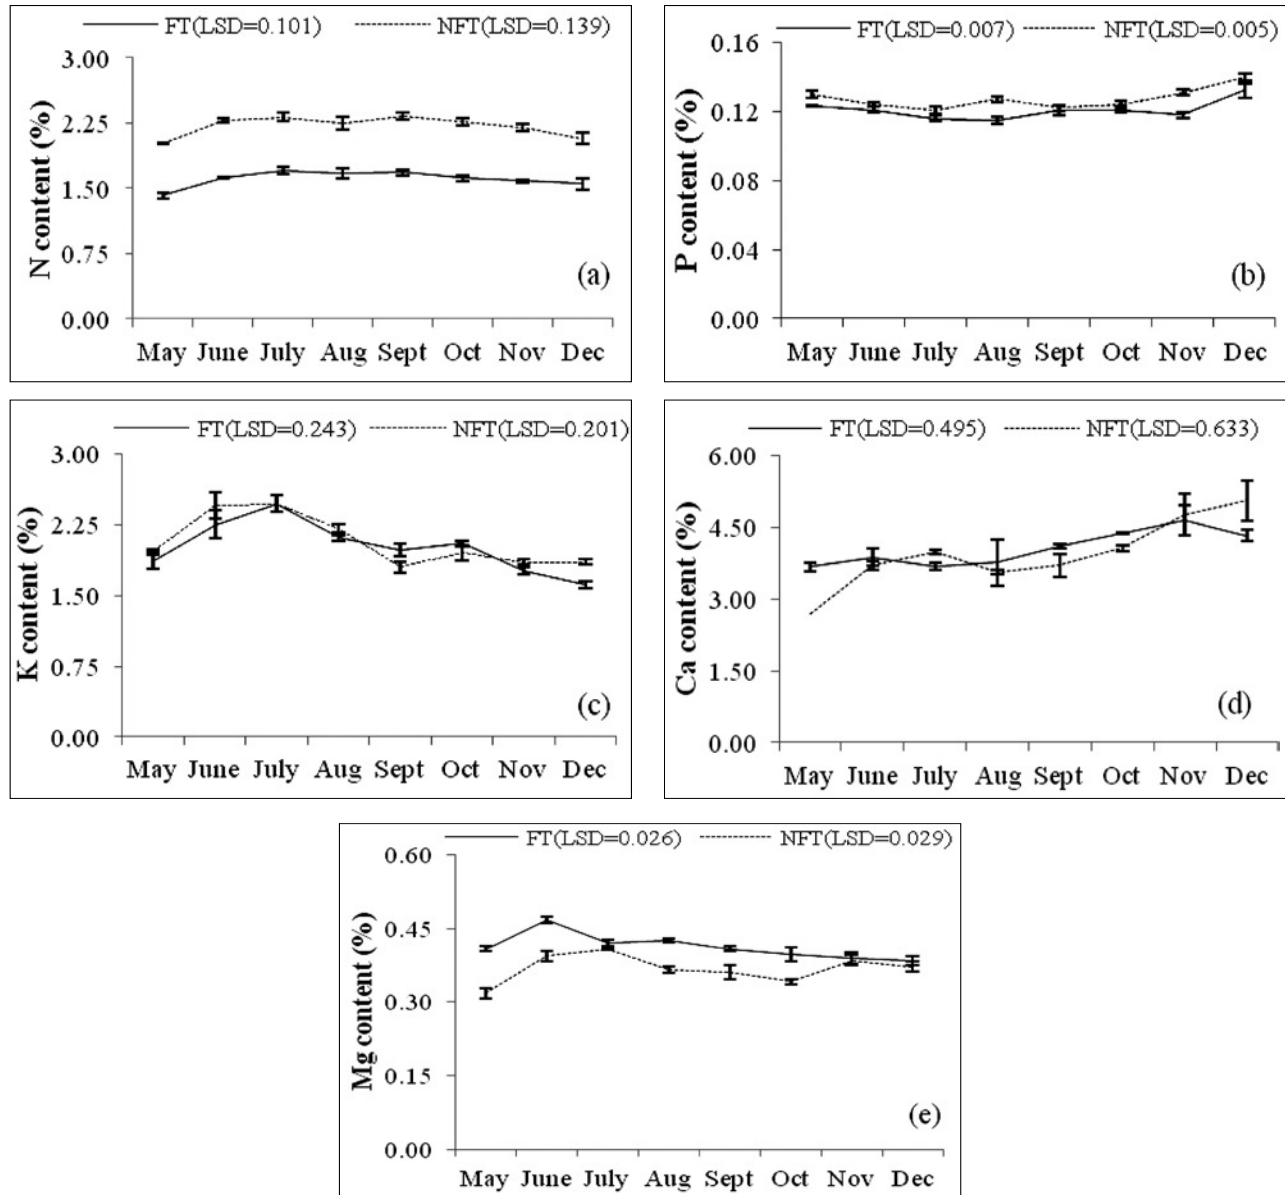 FT(LSD=0.101) NFT(LSD=0.139)
3.00
2.25
1.50
0.75
0.00
N content (%)
(a)
May June July Aug Sept Oct Nov Dec
FT(LSD=0.007) NFT(LSD=0.005)
0.16
0.12
0.08
0.04
0.00
P content (%)
(b)
May June July Aug Sept Oct Nov Dec
FT(LSD=0.243) NFT(LSD=0.201)
3.00
2.25
1.50
0.75
0.00
K content (%)
(c)
May June July Aug Sept Oct Nov Dec
FT(LSD=0.495) NFT(LSD=0.633)
6.00
4.50
3.00
1.50
0.00
Ca content (%)
(d)
May June July Aug Sept Oct Nov Dec
FT(LSD=0.026) NFT(LSD=0.029)
0.60
0.45
0.30
0.15
0.00
Mg content (%)
(e)
May June July Aug Sept Oct Nov Dec